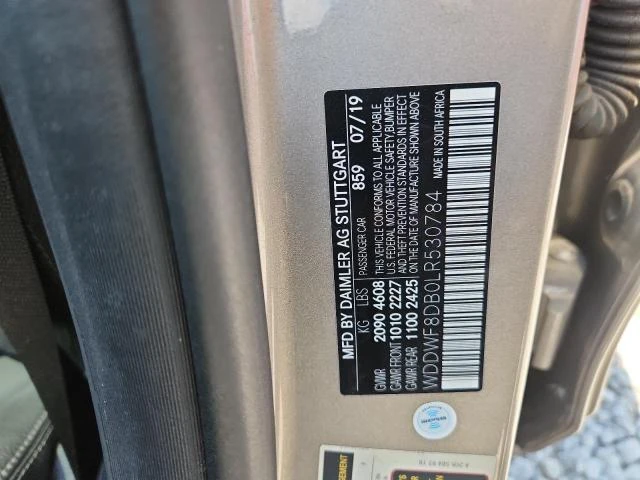 MFD BY DAIMLER AG STUTTGART
859 07/19
KG LBS PASSENGER CAR
GVWR 2090 4608
GAWR FRONT 1010 2227
GAWR REAR 1100 2425
THIS VEHICLE CONFORMS TO ALL APPLICABLE
U.S. FEDERAL MOTOR VEHICLE SAFETY, BUMPER
AND THEFT PREVENTION STANDARDS IN EFFECT
ON THE DATE OF MANUFACTURE SHOWN ABOVE
WDDWF8DB0LR530784 MADE IN SOUTH AFRICA